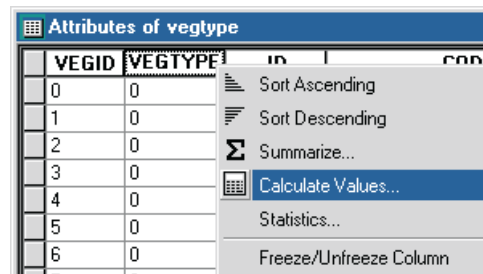 Attributes of vegtype
VEGID VEGTYPE ID
0 0
1 0
2 0
3 0
4 0
5 0
6 0
Sort Ascending
Sort Descending
Σ Summarize...
Calculate Values...
Statistics...
Freeze/Unfreeze Column